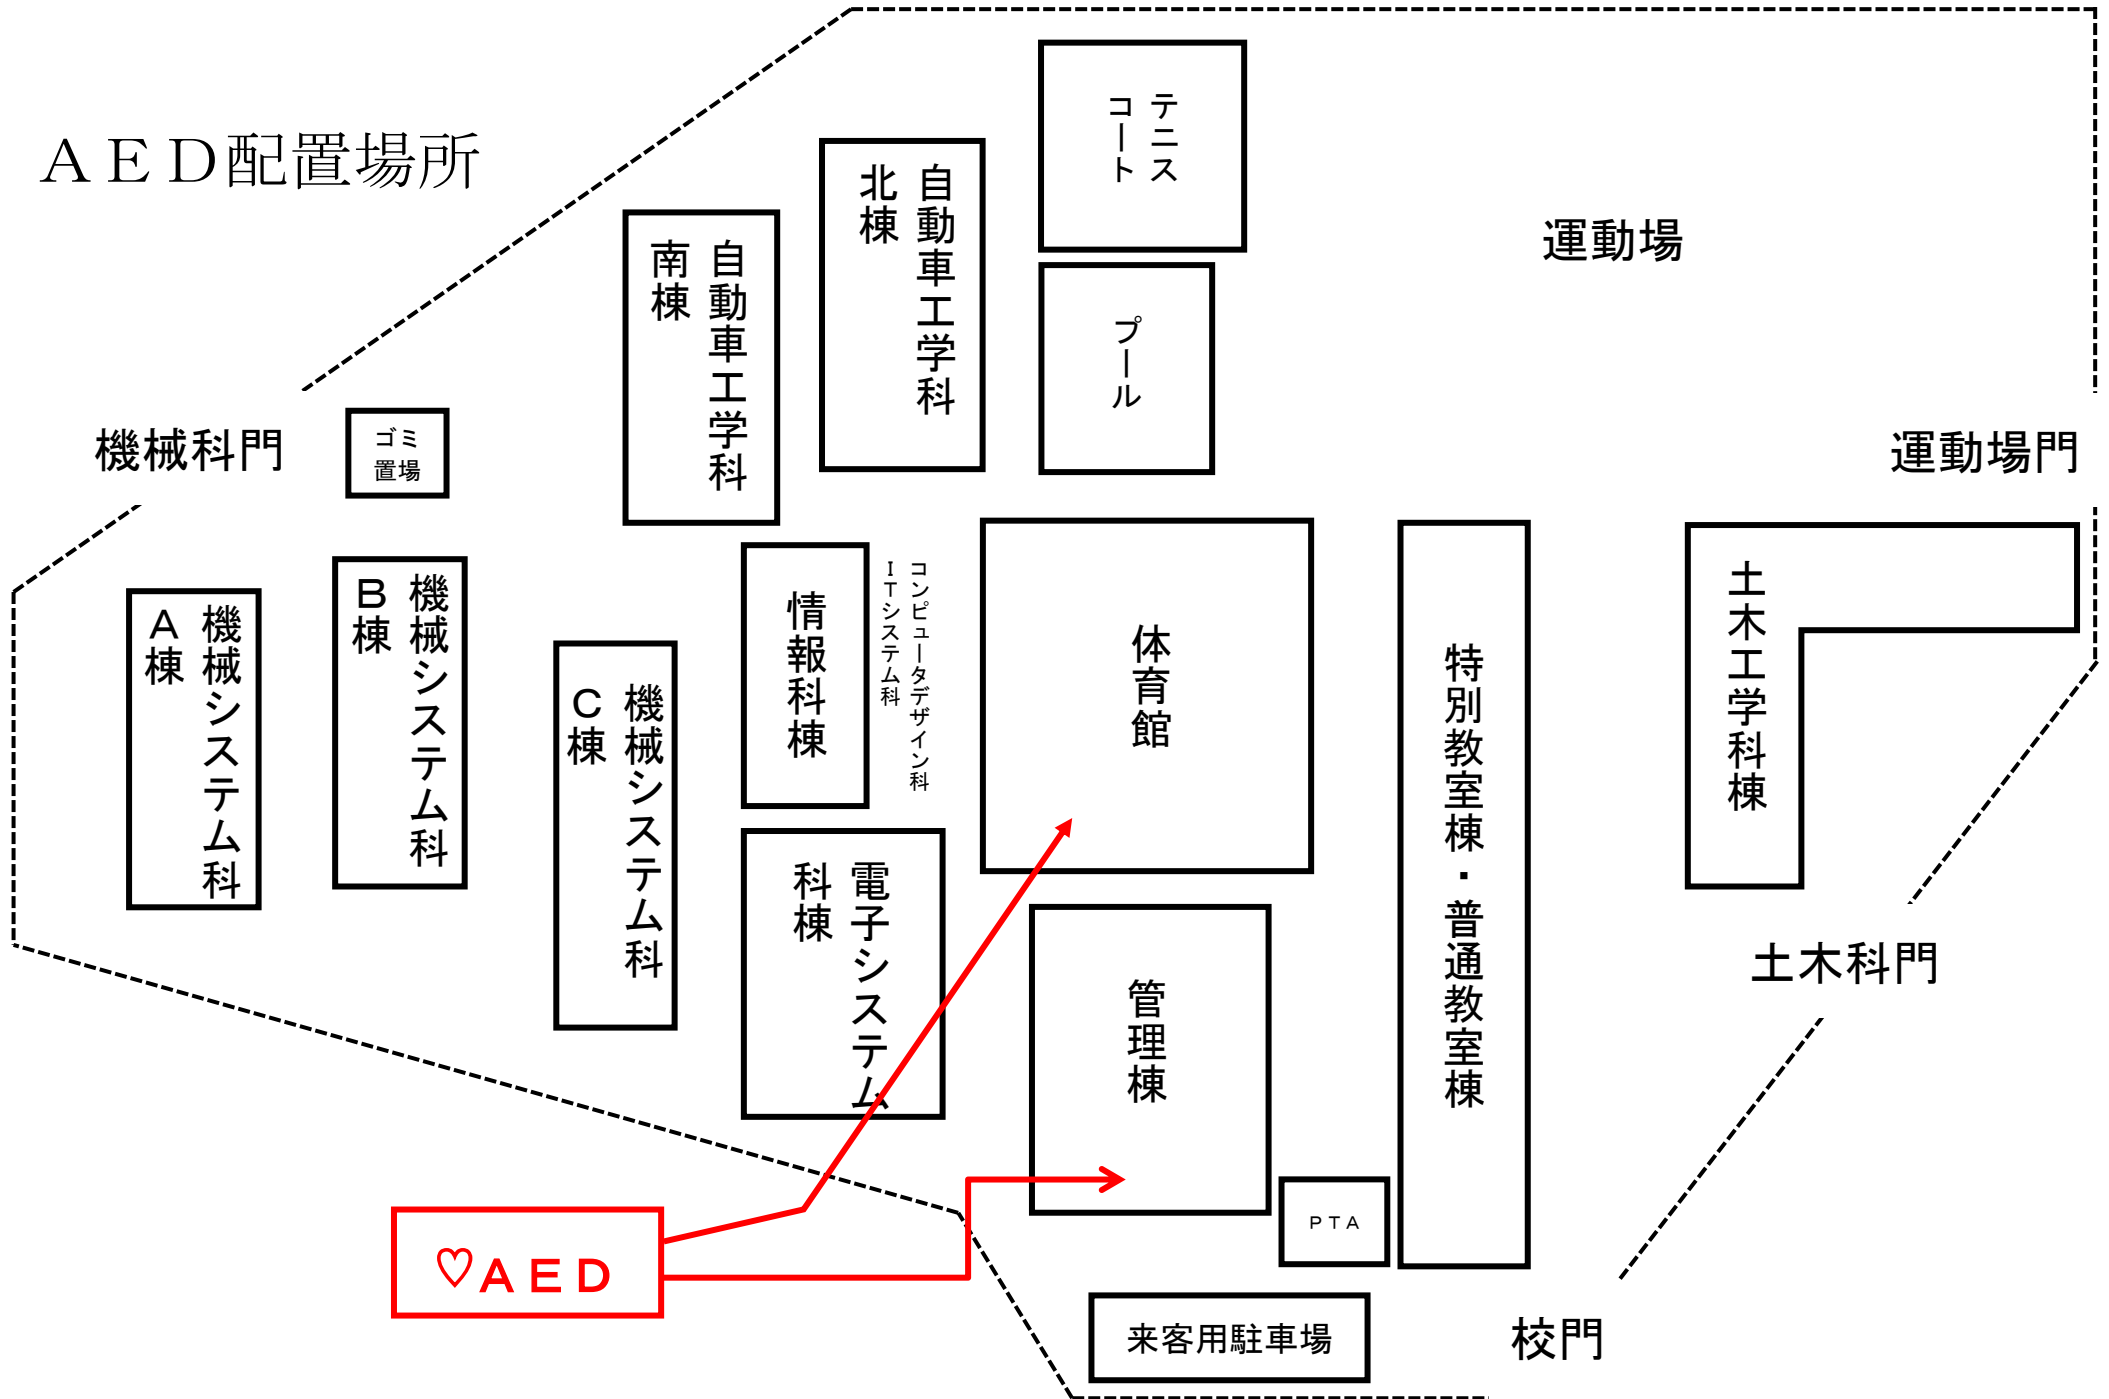 ＡＥＤ配置場所
テニス
コート
自動車工学科
北棟
自動車工学科
南棟
運動場
プール
機械科門
ゴミ
置場
運動場門
機械システム科
Ａ棟
機械システム科
Ｂ棟
機械システム科
Ｃ棟
情報科棟
コンピュータデザイン科
ＩＴシステム科
体育館
特別教室棟・普通教室棟
土木工学科棟
電子システム
科棟
管理棟
土木科門
ＰＴＡ
♡ＡＥＤ
来客用駐車場
校門